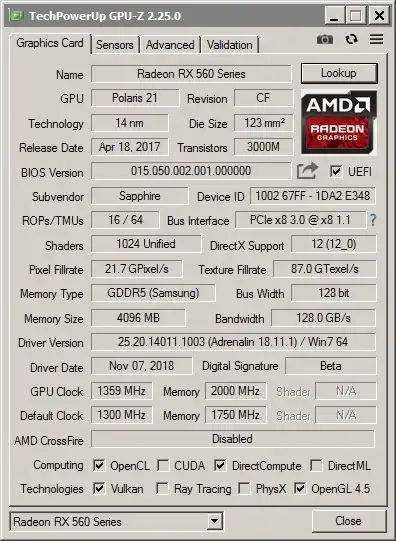 TechPowerUp GPU-Z 2.25.0
Graphics Card Sensors Advanced Validation
Name Radeon RX 560 Series Lookup
GPU Polaris 21 Revision CF
AMD
RADEON
GRAPHICS
Technology 14 nm Die Size 123 mm²
Release Date Apr 18, 2017 Transistors 3000M
BIOS Version 015.050.002.001.000000 UEFI
Subvendor Sapphire Device ID 1002 67FF - 1DA2 E348
ROPs/TMUs 16 / 64 Bus Interface PCIe x8 3.0 @ x8 1.1 ?
Shaders 1024 Unified DirectX Support 12 (12_0)
Pixel Fillrate 21.7 GPixel/s Texture Fillrate 87.0 GTexel/s
Memory Type GDDR5 (Samsung) Bus Width 128 bit
Memory Size 4096 MB Bandwidth 128.0 GB/s
Driver Version 25.20.14011.1003 (Adrenalin 18.11.1) / Win7 64
Driver Date Nov 07, 2018 Digital Signature Beta
GPU Clock 1359 MHz Memory 2000 MHz Shader N/A
Default Clock 1300 MHz Memory 1750 MHz Shader N/A
AMD CrossFire Disabled
Computing OpenCL CUDA DirectCompute DirectML
Technologies Vulkan Ray Tracing PhysX OpenGL 4.5
Radeon RX 560 Series Close